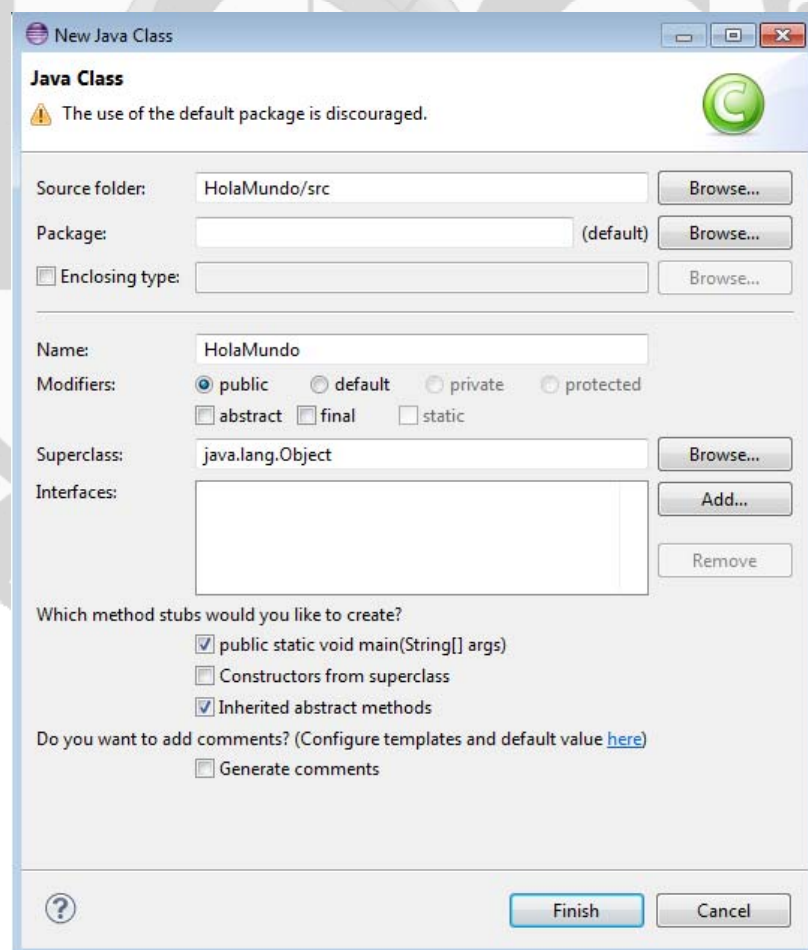 New Java Class
Java Class
The use of the default package is discouraged.
Source folder: HolaMundo/src Browse...
Package: (default) Browse...
Enclosing type: Browse...
Name: HolaMundo
Modifiers: public default private protected
abstract final static
Superclass: java.lang.Object Browse...
Interfaces: Add...
Remove
Which method stubs would you like to create?
public static void main(String[] args)
Constructors from superclass
Inherited abstract methods
Do you want to add comments? (Configure templates and default value here)
Generate comments
Finish Cancel